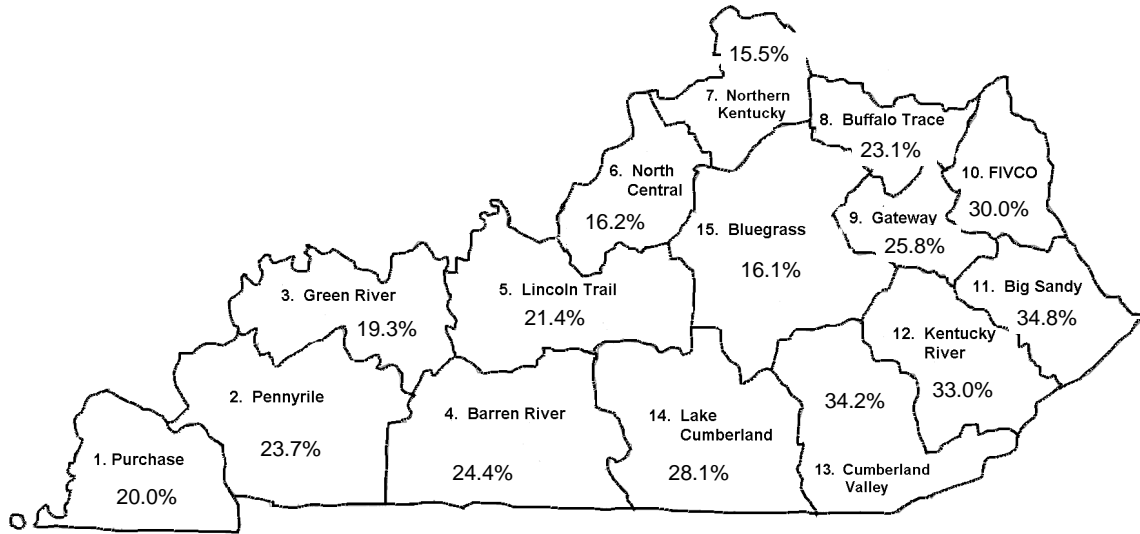 15.5%
7. Northern
Kentucky
8. Buffalo Trace
23.1%
6. North
Central
16.2%
10. FIVCO
30.0%
9. Gateway
25.8%
15. Bluegrass
16.1%
3. Green River
19.3%
5. Lincoln Trail
21.4%
11. Big Sandy
34.8%
12. Kentucky
River
33.0%
2. Pennyrile
23.7%
4. Barren River
24.4%
14. Lake
Cumberland
28.1%
34.2%
13. Cumberland
Valley
1. Purchase
20.0%